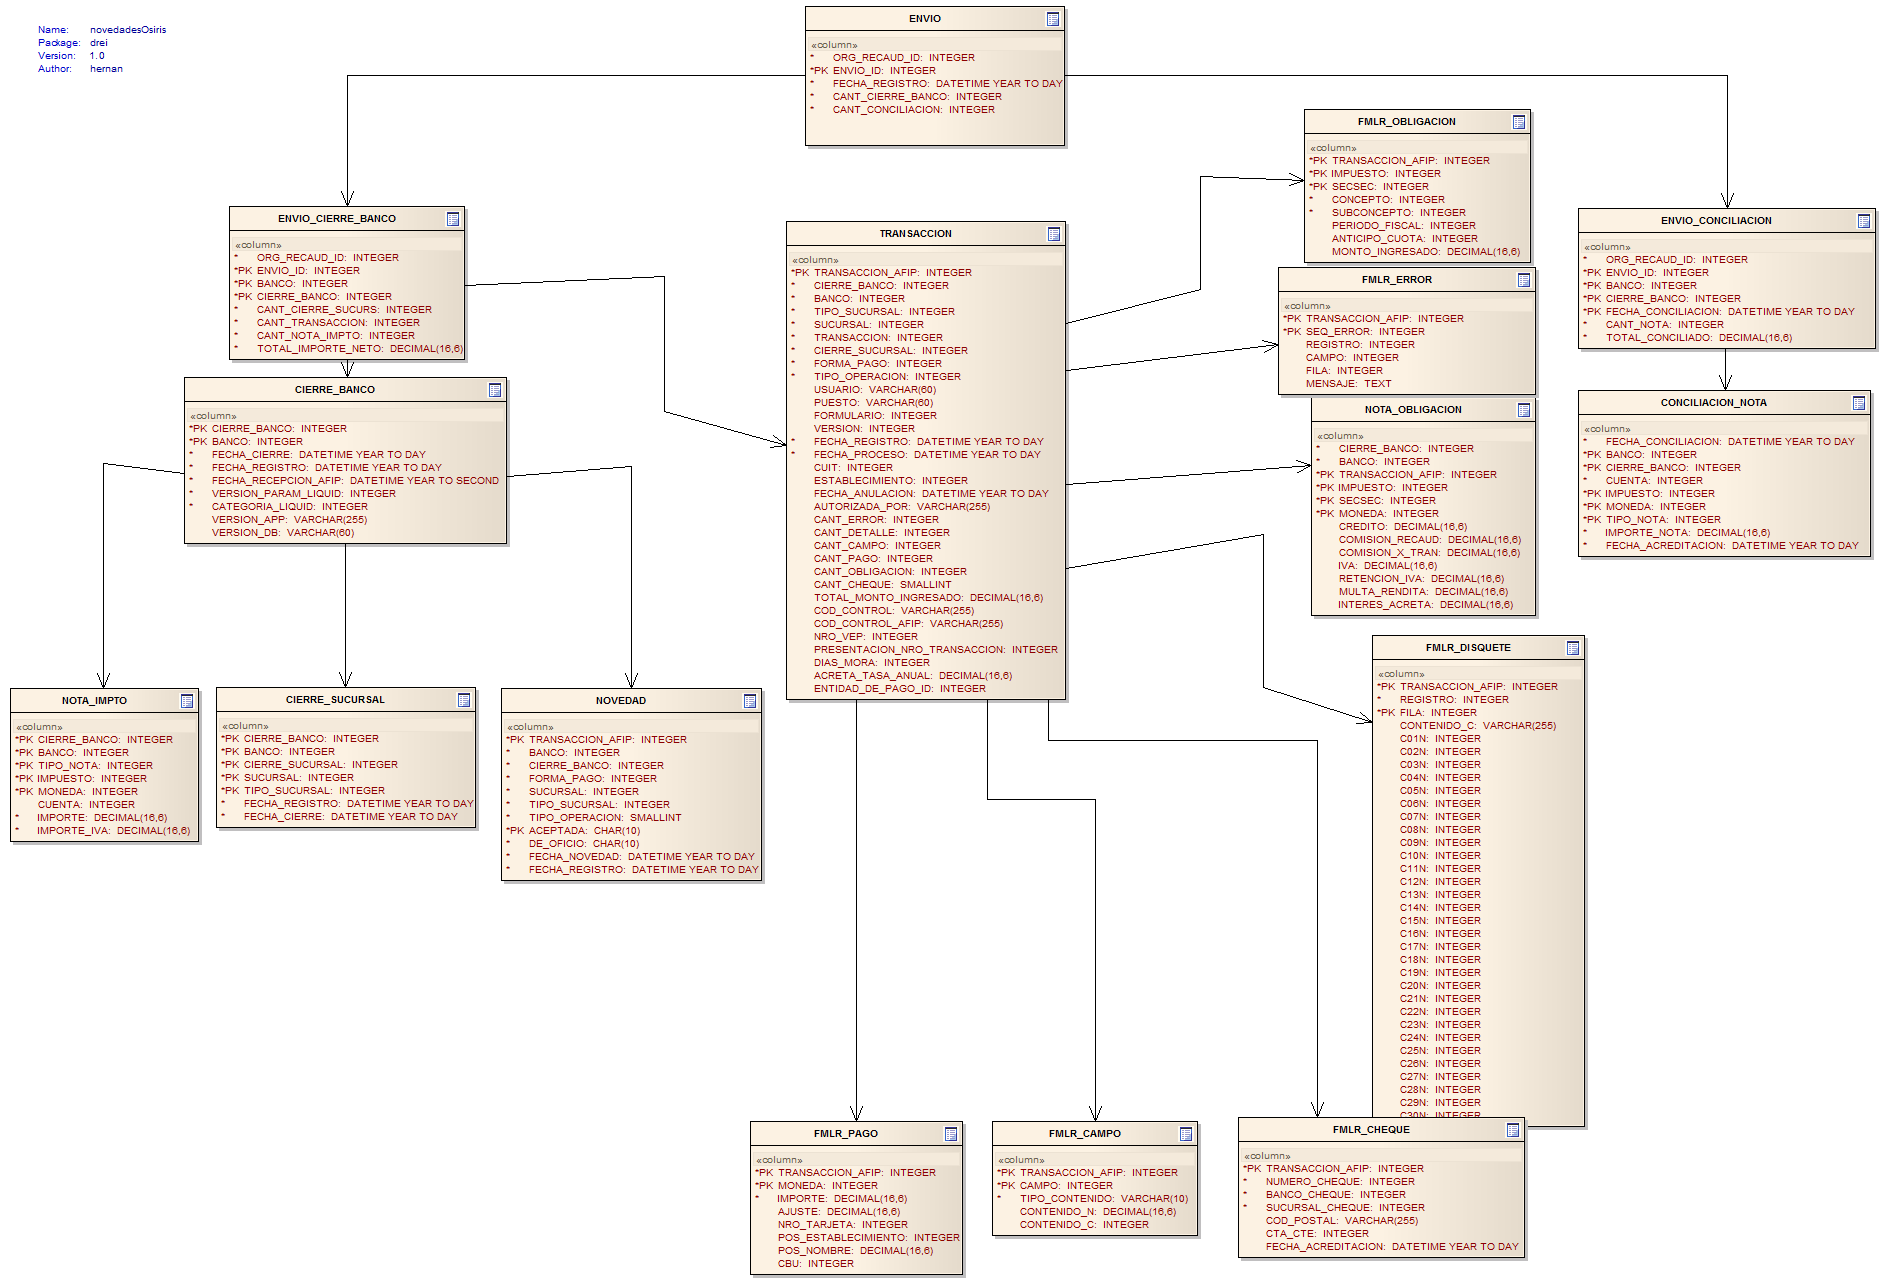 Name: novedadesOsiris
Package: drei
Version: 1.0
Author: hernan
ENVIO
«column»
* ORG_RECAUD_ID: INTEGER
*PK ENVIO_ID: INTEGER
* FECHA_REGISTRO: DATETIME YEAR TO DAY
* CANT_CIERRE_BANCO: INTEGER
* CANT_CONCILIACION: INTEGER
ENVIO_CIERRE_BANCO
«column»
* ORG_RECAUD_ID: INTEGER
*PK ENVIO_ID: INTEGER
*PK BANCO: INTEGER
*PK CIERRE_BANCO: INTEGER
* CANT_CIERRE_SUCURS: INTEGER
* CANT_TRANSACCION: INTEGER
* CANT_NOTA_IMPTO: INTEGER
* TOTAL_IMPORTE_NETO: DECIMAL(16,6)
CIERRE_BANCO
«column»
*PK CIERRE_BANCO: INTEGER
*PK BANCO: INTEGER
* FECHA_CIERRE: DATETIME YEAR TO DAY
* FECHA_REGISTRO: DATETIME YEAR TO DAY
* FECHA_RECEPCION_AFIP: DATETIME YEAR TO SECOND
* VERSION_PARAM_LIQUID: INTEGER
* CATEGORIA_LIQUID: INTEGER
VERSION_APP: VARCHAR(255)
VERSION_DB: VARCHAR(60)
NOTA_IMPTO
«column»
*PK CIERRE_BANCO: INTEGER
*PK BANCO: INTEGER
*PK TIPO_NOTA: INTEGER
*PK IMPUESTO: INTEGER
*PK MONEDA: INTEGER
CUENTA: INTEGER
* IMPORTE: DECIMAL(16,6)
* IMPORTE_IVA: DECIMAL(16,6)
CIERRE_SUCURSAL
«column»
*PK CIERRE_BANCO: INTEGER
*PK BANCO: INTEGER
*PK CIERRE_SUCURSAL: INTEGER
*PK SUCURSAL: INTEGER
*PK TIPO_SUCURSAL: INTEGER
* FECHA_REGISTRO: DATETIME YEAR TO DAY
* FECHA_CIERRE: DATETIME YEAR TO DAY
NOVEDAD
«column»
*PK TRANSACCION_AFIP: INTEGER
* BANCO: INTEGER
* CIERRE_BANCO: INTEGER
* FORMA_PAGO: INTEGER
* SUCURSAL: INTEGER
* TIPO_SUCURSAL: INTEGER
* TIPO_OPERACION: SMALLINT
*PK ACEPTADA: CHAR(10)
* DE_OFICIO: CHAR(10)
* FECHA_NOVEDAD: DATETIME YEAR TO DAY
* FECHA_REGISTRO: DATETIME YEAR TO DAY
TRANSACCION
«column»
*PK TRANSACCION_AFIP: INTEGER
* CIERRE_BANCO: INTEGER
* BANCO: INTEGER
* TIPO_SUCURSAL: INTEGER
* SUCURSAL: INTEGER
* TRANSACCION: INTEGER
* CIERRE_SUCURSAL: INTEGER
* FORMA_PAGO: INTEGER
* TIPO_OPERACION: INTEGER
USUARIO: VARCHAR(60)
PUESTO: VARCHAR(60)
FORMULARIO: INTEGER
VERSION: INTEGER
* FECHA_REGISTRO: DATETIME YEAR TO DAY
* FECHA_PROCESO: DATETIME YEAR TO DAY
CUIT: INTEGER
ESTABLECIMIENTO: INTEGER
FECHA_ANULACION: DATETIME YEAR TO DAY
AUTORIZADA_POR: VARCHAR(255)
CANT_ERROR: INTEGER
CANT_DETALLE: INTEGER
CANT_CAMPO: INTEGER
CANT_PAGO: INTEGER
CANT_OBLIGACION: INTEGER
CANT_CHEQUE: SMALLINT
TOTAL_MONTO_INGRESADO: DECIMAL(16,6)
COD_CONTROL: VARCHAR(255)
COD_CONTROL_AFIP: VARCHAR(255)
NRO_VEP: INTEGER
PRESENTACION_NRO_TRANSACCION: INTEGER
DIAS_MORA: INTEGER
ACRETA_TASA_ANUAL: DECIMAL(16,6)
ENTIDAD_DE_PAGO_ID: INTEGER
FMLR_OBLIGACION
«column»
*PK TRANSACCION_AFIP: INTEGER
*PK IMPUESTO: INTEGER
*PK SECSEC: INTEGER
* CONCEPTO: INTEGER
* SUBCONCEPTO: INTEGER
PERIODO_FISCAL: INTEGER
ANTICIPO_CUOTA: INTEGER
MONTO_INGRESADO: DECIMAL(16,6)
FMLR_ERROR
«column»
*PK TRANSACCION_AFIP: INTEGER
*PK SEQ_ERROR: INTEGER
REGISTRO: INTEGER
CAMPO: INTEGER
FILA: INTEGER
MENSAJE: TEXT
NOTA_OBLIGACION
«column»
* CIERRE_BANCO: INTEGER
* BANCO: INTEGER
*PK TRANSACCION_AFIP: INTEGER
*PK IMPUESTO: INTEGER
*PK SECSEC: INTEGER
*PK MONEDA: INTEGER
CREDITO: DECIMAL(16,6)
COMISION_RECAUD: DECIMAL(16,6)
COMISION_X_TRAN: DECIMAL(16,6)
IVA: DECIMAL(16,6)
RETENCION_IVA: DECIMAL(16,6)
MULTA_RENDITA: DECIMAL(16,6)
INTERES_ACRETA: DECIMAL(16,6)
ENVIO_CONCILIACION
«column»
* ORG_RECAUD_ID: INTEGER
*PK ENVIO_ID: INTEGER
*PK BANCO: INTEGER
*PK CIERRE_BANCO: INTEGER
*PK FECHA_CONCILIACION: DATETIME YEAR TO DAY
* CANT_NOTA: INTEGER
* TOTAL_CONCILIADO: DECIMAL(16,6)
CONCILIACION_NOTA
«column»
* FECHA_CONCILIACION: DATETIME YEAR TO DAY
*PK BANCO: INTEGER
*PK CIERRE_BANCO: INTEGER
* CUENTA: INTEGER
*PK IMPUESTO: INTEGER
*PK MONEDA: INTEGER
*PK TIPO_NOTA: INTEGER
* IMPORTE_NOTA: DECIMAL(16,6)
* FECHA_ACREDITACION: DATETIME YEAR TO DAY
FMLR_DISQUETE
«column»
*PK TRANSACCION_AFIP: INTEGER
* REGISTRO: INTEGER
*PK FILA: INTEGER
CONTENIDO_C: VARCHAR(255)
C01N: INTEGER
C02N: INTEGER
C03N: INTEGER
C04N: INTEGER
C05N: INTEGER
C06N: INTEGER
C07N: INTEGER
C08N: INTEGER
C09N: INTEGER
C10N: INTEGER
C11N: INTEGER
C12N: INTEGER
C13N: INTEGER
C14N: INTEGER
C15N: INTEGER
C16N: INTEGER
C17N: INTEGER
C18N: INTEGER
C19N: INTEGER
C20N: INTEGER
C21N: INTEGER
C22N: INTEGER
C23N: INTEGER
C24N: INTEGER
C25N: INTEGER
C26N: INTEGER
C27N: INTEGER
C28N: INTEGER
C29N: INTEGER
C30N: INTEGER
FMLR_PAGO
«column»
*PK TRANSACCION_AFIP: INTEGER
*PK MONEDA: INTEGER
* IMPORTE: DECIMAL(16,6)
AJUSTE: DECIMAL(16,6)
NRO_TARJETA: INTEGER
POS_ESTABLECIMIENTO: INTEGER
POS_NOMBRE: DECIMAL(16,6)
CBU: INTEGER
FMLR_CAMPO
«column»
*PK TRANSACCION_AFIP: INTEGER
*PK CAMPO: INTEGER
* TIPO_CONTENIDO: VARCHAR(10)
CONTENIDO_N: DECIMAL(16,6)
CONTENIDO_C: INTEGER
FMLR_CHEQUE
«column»
*PK TRANSACCION_AFIP: INTEGER
* NUMERO_CHEQUE: INTEGER
* BANCO_CHEQUE: INTEGER
* SUCURSAL_CHEQUE: INTEGER
COD_POSTAL: VARCHAR(255)
CTA_CTE: INTEGER
FECHA_ACREDITACION: DATETIME YEAR TO DAY